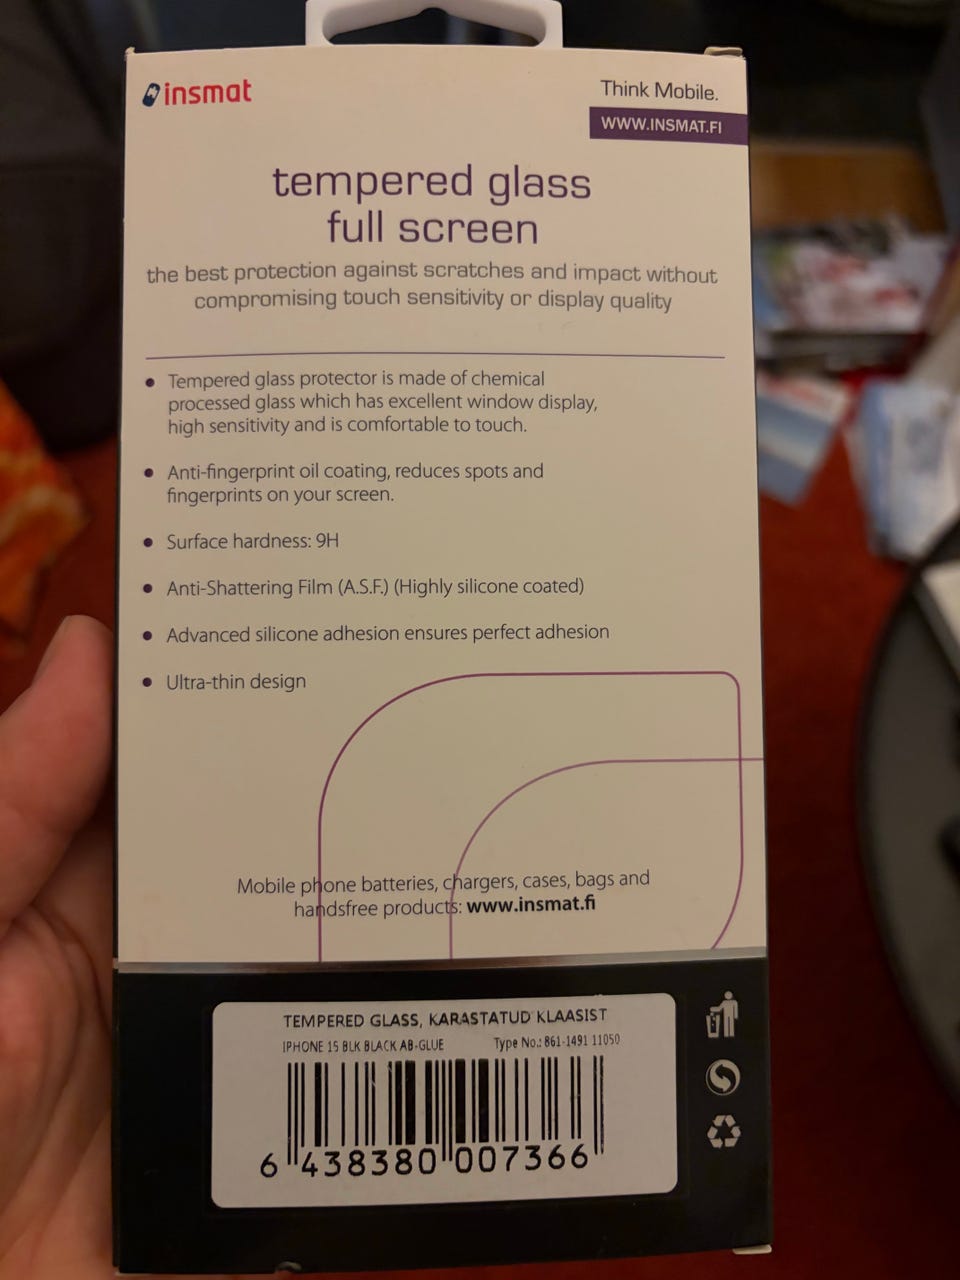 insmat
Think Mobile.
WWW.INSMAT.FI
tempered glass
full screen
the best protection against scratches and impact without
compromising touch sensitivity or display quality
• Tempered glass protector is made of chemical
processed glass which has excellent window display,
high sensitivity and is comfortable to touch.
• Anti-fingerprint oil coating, reduces spots and
fingerprints on your screen.
• Surface hardness: 9H
• Anti-Shattering Film (A.S.F.) (Highly silicone coated)
• Advanced silicone adhesion ensures perfect adhesion
• Ultra-thin design
Mobile phone batteries, chargers, cases, bags and
handsfree products: www.insmat.fi
TEMPERED GLASS, KARASTATUD KLAASIST
IPHONE 15 BLK BLACK AB-GLUE Type No.: 861-1491 11050
6 438380 007366